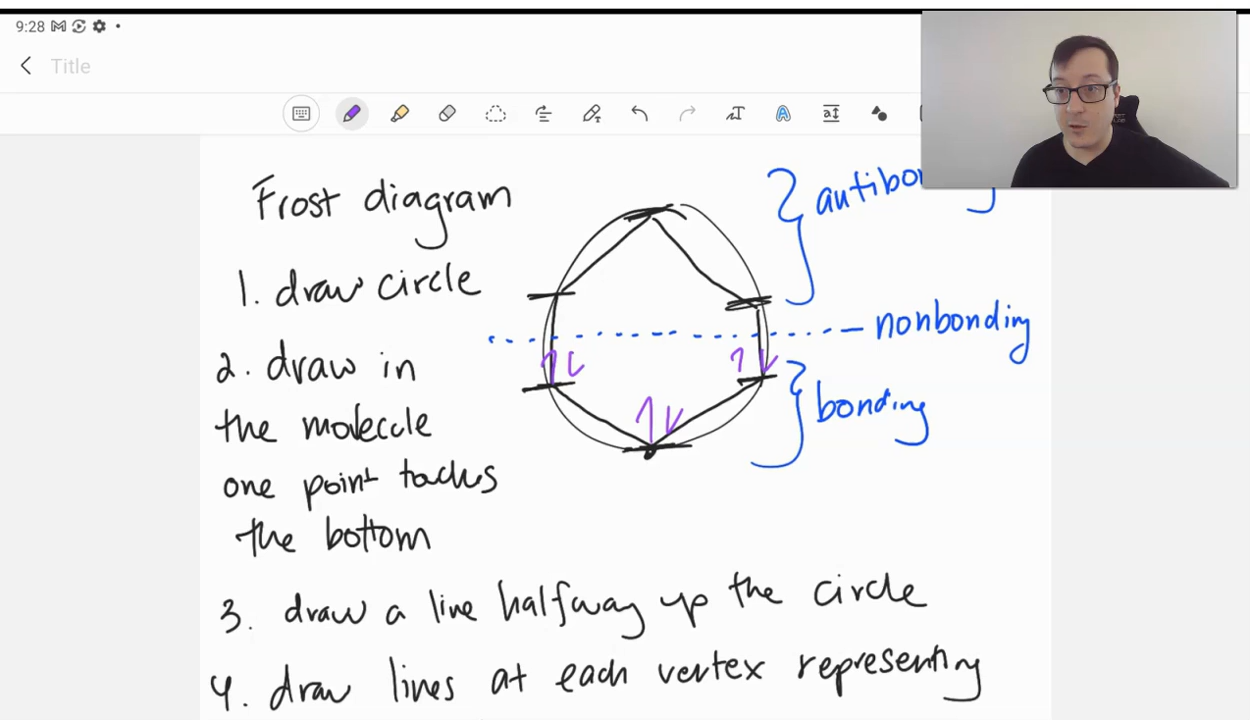 9:28
Title
Frost diagram
antibon
1. draw circle
nonbonding
2. draw in
the molecule
bonding
one point touches
the bottom
3. draw a line halfway up the circle
4. draw lines at each vertex representing